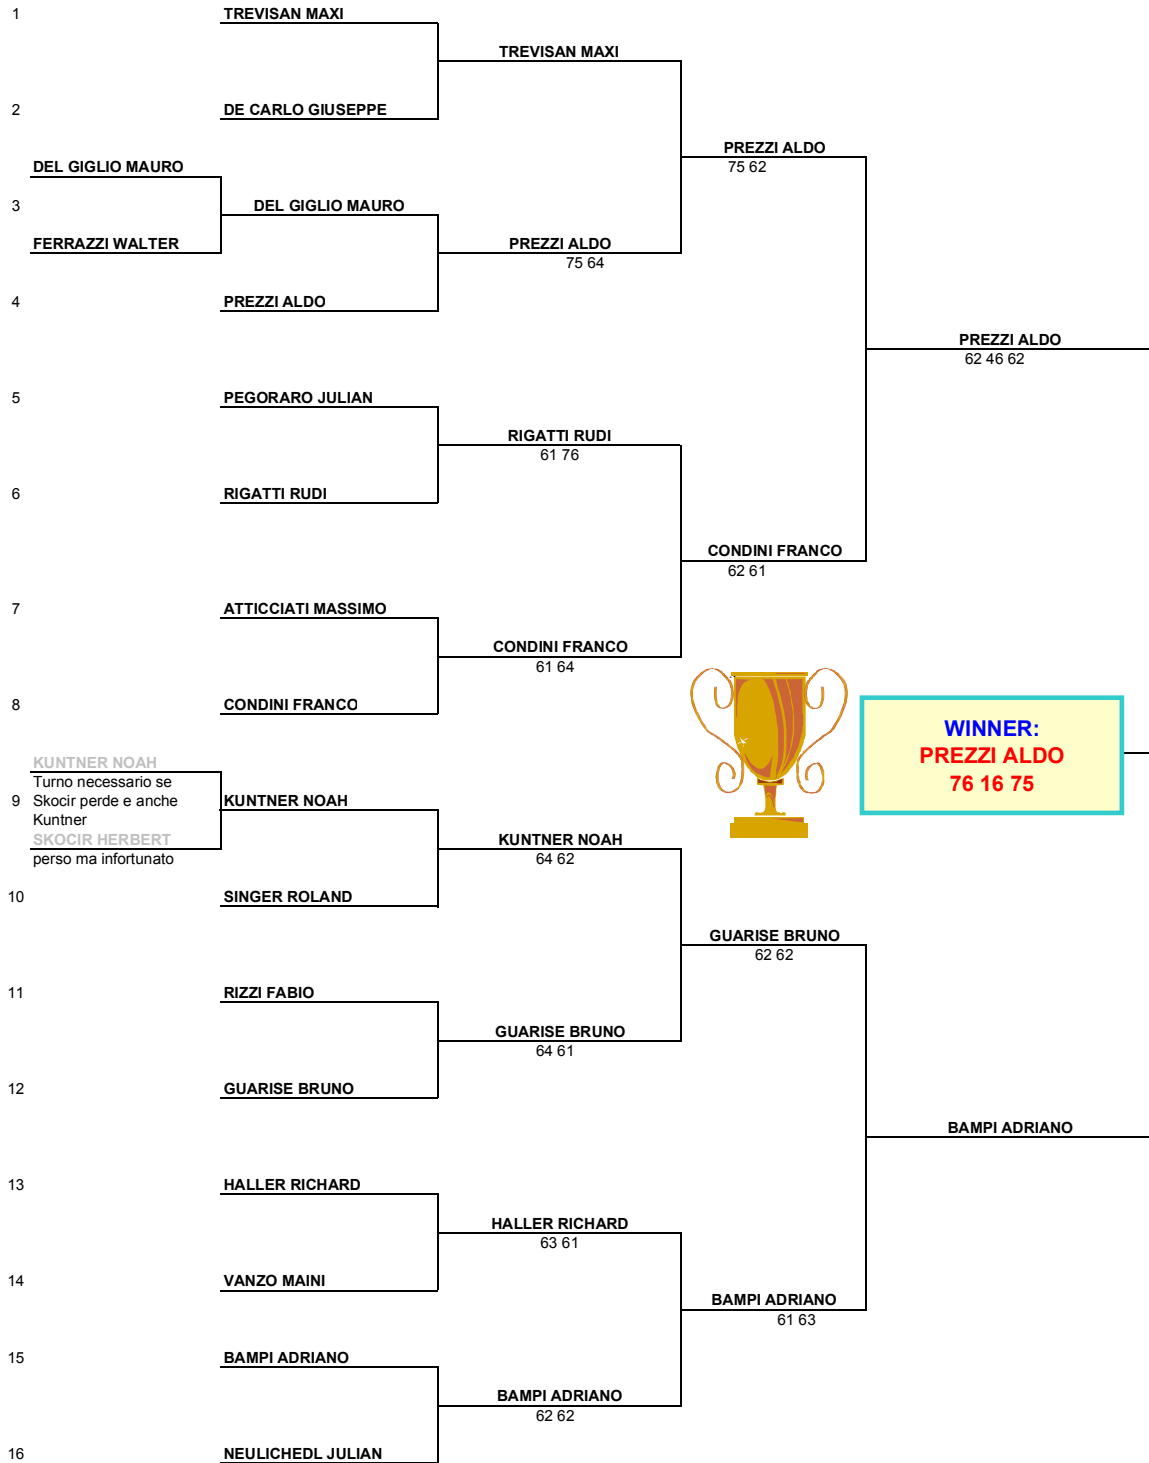 1
TREVISAN MAXI
TREVISAN MAXI
2
DE CARLO GIUSEPPE
PREZZI ALDO
75 62
DEL GIGLIO MAURO
3
DEL GIGLIO MAURO
FERRAZZI WALTER
PREZZI ALDO
75 64
4
PREZZI ALDO
PREZZI ALDO
62 46 62
5
PEGORARO JULIAN
RIGATTI RUDI
61 76
6
RIGATTI RUDI
CONDINI FRANCO
62 61
7
ATTICCIATI MASSIMO
CONDINI FRANCO
61 64
8
CONDINI FRANCO
WINNER:
PREZZI ALDO
76 16 75
KUNTNER NOAH
Turno necessario se
9
Skocir perde e anche
KUNTNER NOAH
Kuntner
SKOCIR HERBERT
perso ma infortunato
KUNTNER NOAH
64 62
10
SINGER ROLAND
GUARISE BRUNO
62 62
11
RIZZI FABIO
GUARISE BRUNO
64 61
12
GUARISE BRUNO
BAMPI ADRIANO
13
HALLER RICHARD
HALLER RICHARD
63 61
14
VANZO MAINI
BAMPI ADRIANO
61 63
15
BAMPI ADRIANO
BAMPI ADRIANO
62 62
16
NEULICHEDL JULIAN